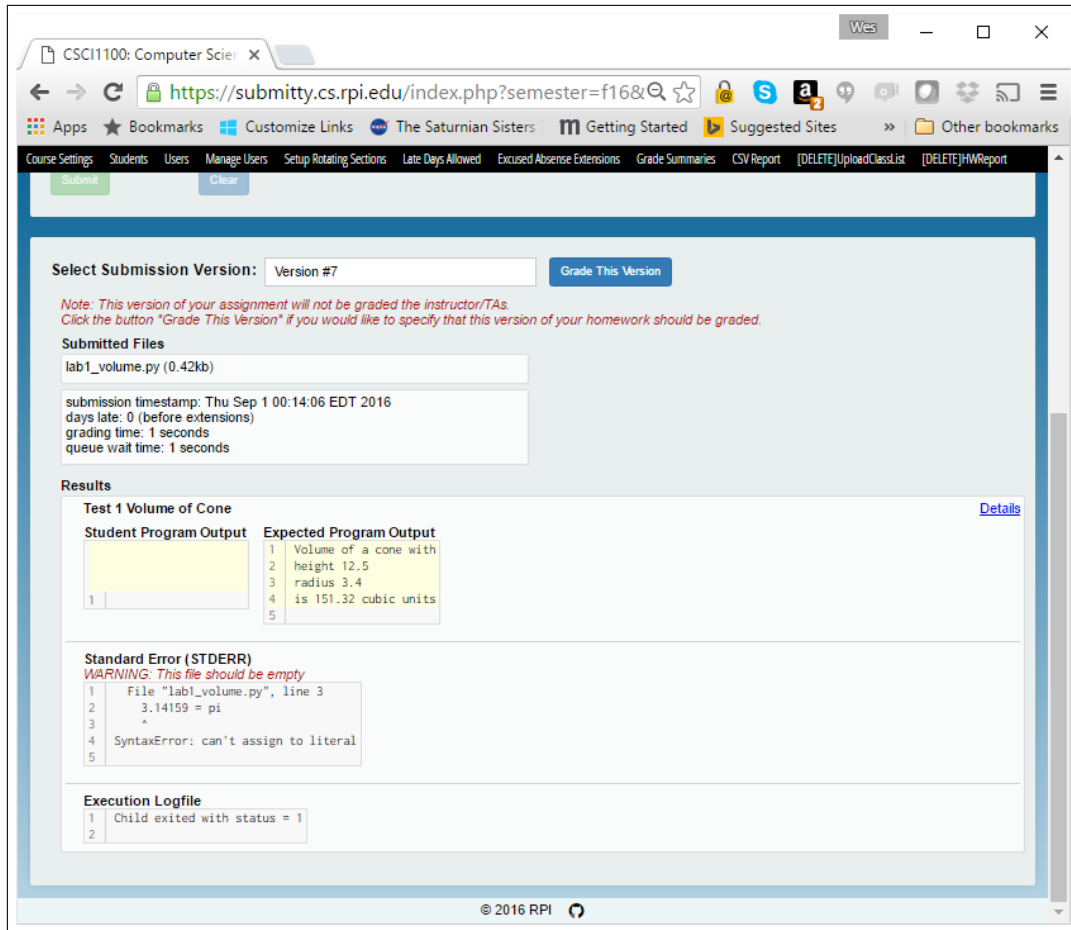 Wes
CSCI1100: Computer Scien
https://submitty.cs.rpi.edu/index.php?semester=f16&
Apps Bookmarks Customize Links The Saturnian Sisters Getting Started Suggested Sites » Other bookmarks
Course Settings Students Users Manage Users Setup Rotating Sections Late Days Allowed Excused Absense Extensions Grade Summaries CSV Report [DELETE]UploadClassList [DELETE]HWReport
Submit Clear
Select Submission Version: Version #7 Grade This Version
Note: This version of your assignment will not be graded the instructor/TAs.
Click the button "Grade This Version" if you would like to specify that this version of your homework should be graded.
Submitted Files
lab1_volume.py (0.42kb)
submission timestamp: Thu Sep 1 00:14:06 EDT 2016
days late: 0 (before extensions)
grading time: 1 seconds
queue wait time: 1 seconds
Results
Test 1 Volume of Cone Details
Student Program Output Expected Program Output
1 Volume of a cone with
2 height 12.5
3 radius 3.4
1 4 is 151.32 cubic units
5
Standard Error (STDERR)
WARNING: This file should be empty
1 File "lab1_volume.py", line 3
2 3.14159 = pi
3 ^
4 SyntaxError: can't assign to literal
5
Execution Logfile
1 Child exited with status = 1
2
© 2016 RPI